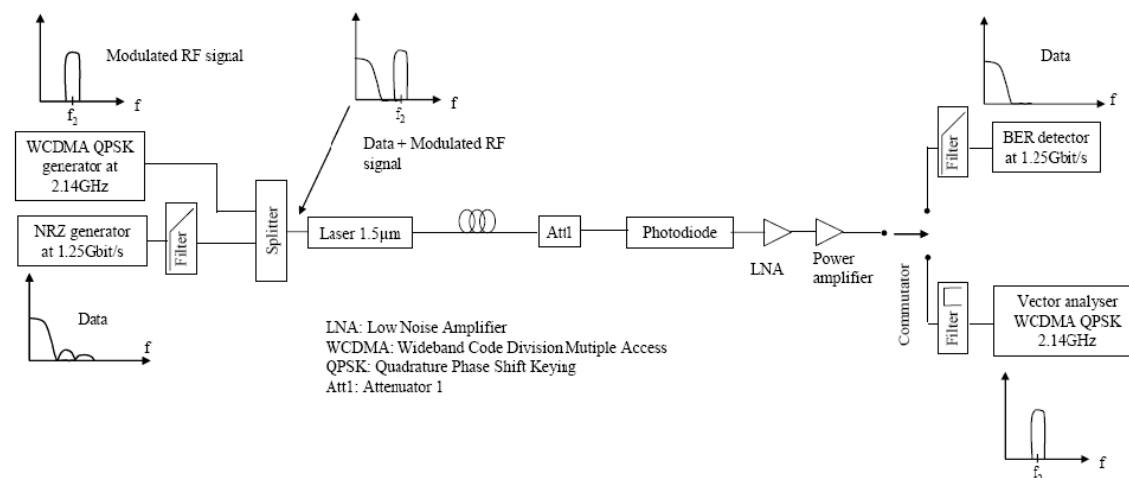 Modulated RF signal
f
f2
WCDMA QPSK
generator at
2.14GHz
NRZ generator
at 1.25Gbit/s
Filter
Data
f
Splitter
f
f2
Data + Modulated RF
signal
Laser 1.5µm
Att1
Photodiode
LNA
Power
amplifier
Commutator
Data
f
Filter
BER detector
at 1.25Gbit/s
Filter
Vector analyser
WCDMA QPSK
2.14GHz
f
f2
LNA: Low Noise Amplifier
WCDMA: Wideband Code Division Mutiple Access
QPSK: Quadrature Phase Shift Keying
Att1: Attenuator 1